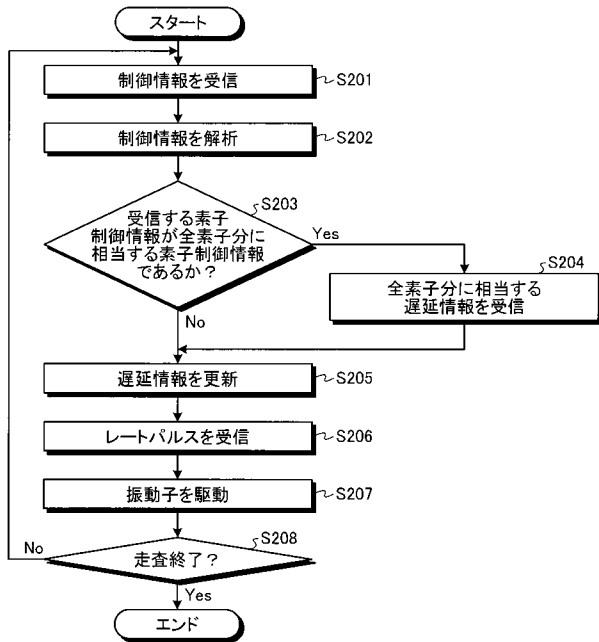 スタート
制御情報を受信
S201
制御情報を解析
S202
S203
受信する素子
制御情報が全素子分に
相当する素子制御情報
であるか？
Yes
No
S204
全素子分に相当する
遅延情報を受信
遅延情報を更新
S205
レートパルスを受信
S206
振動子を駆動
S207
S208
走査終了？
No
Yes
エンド